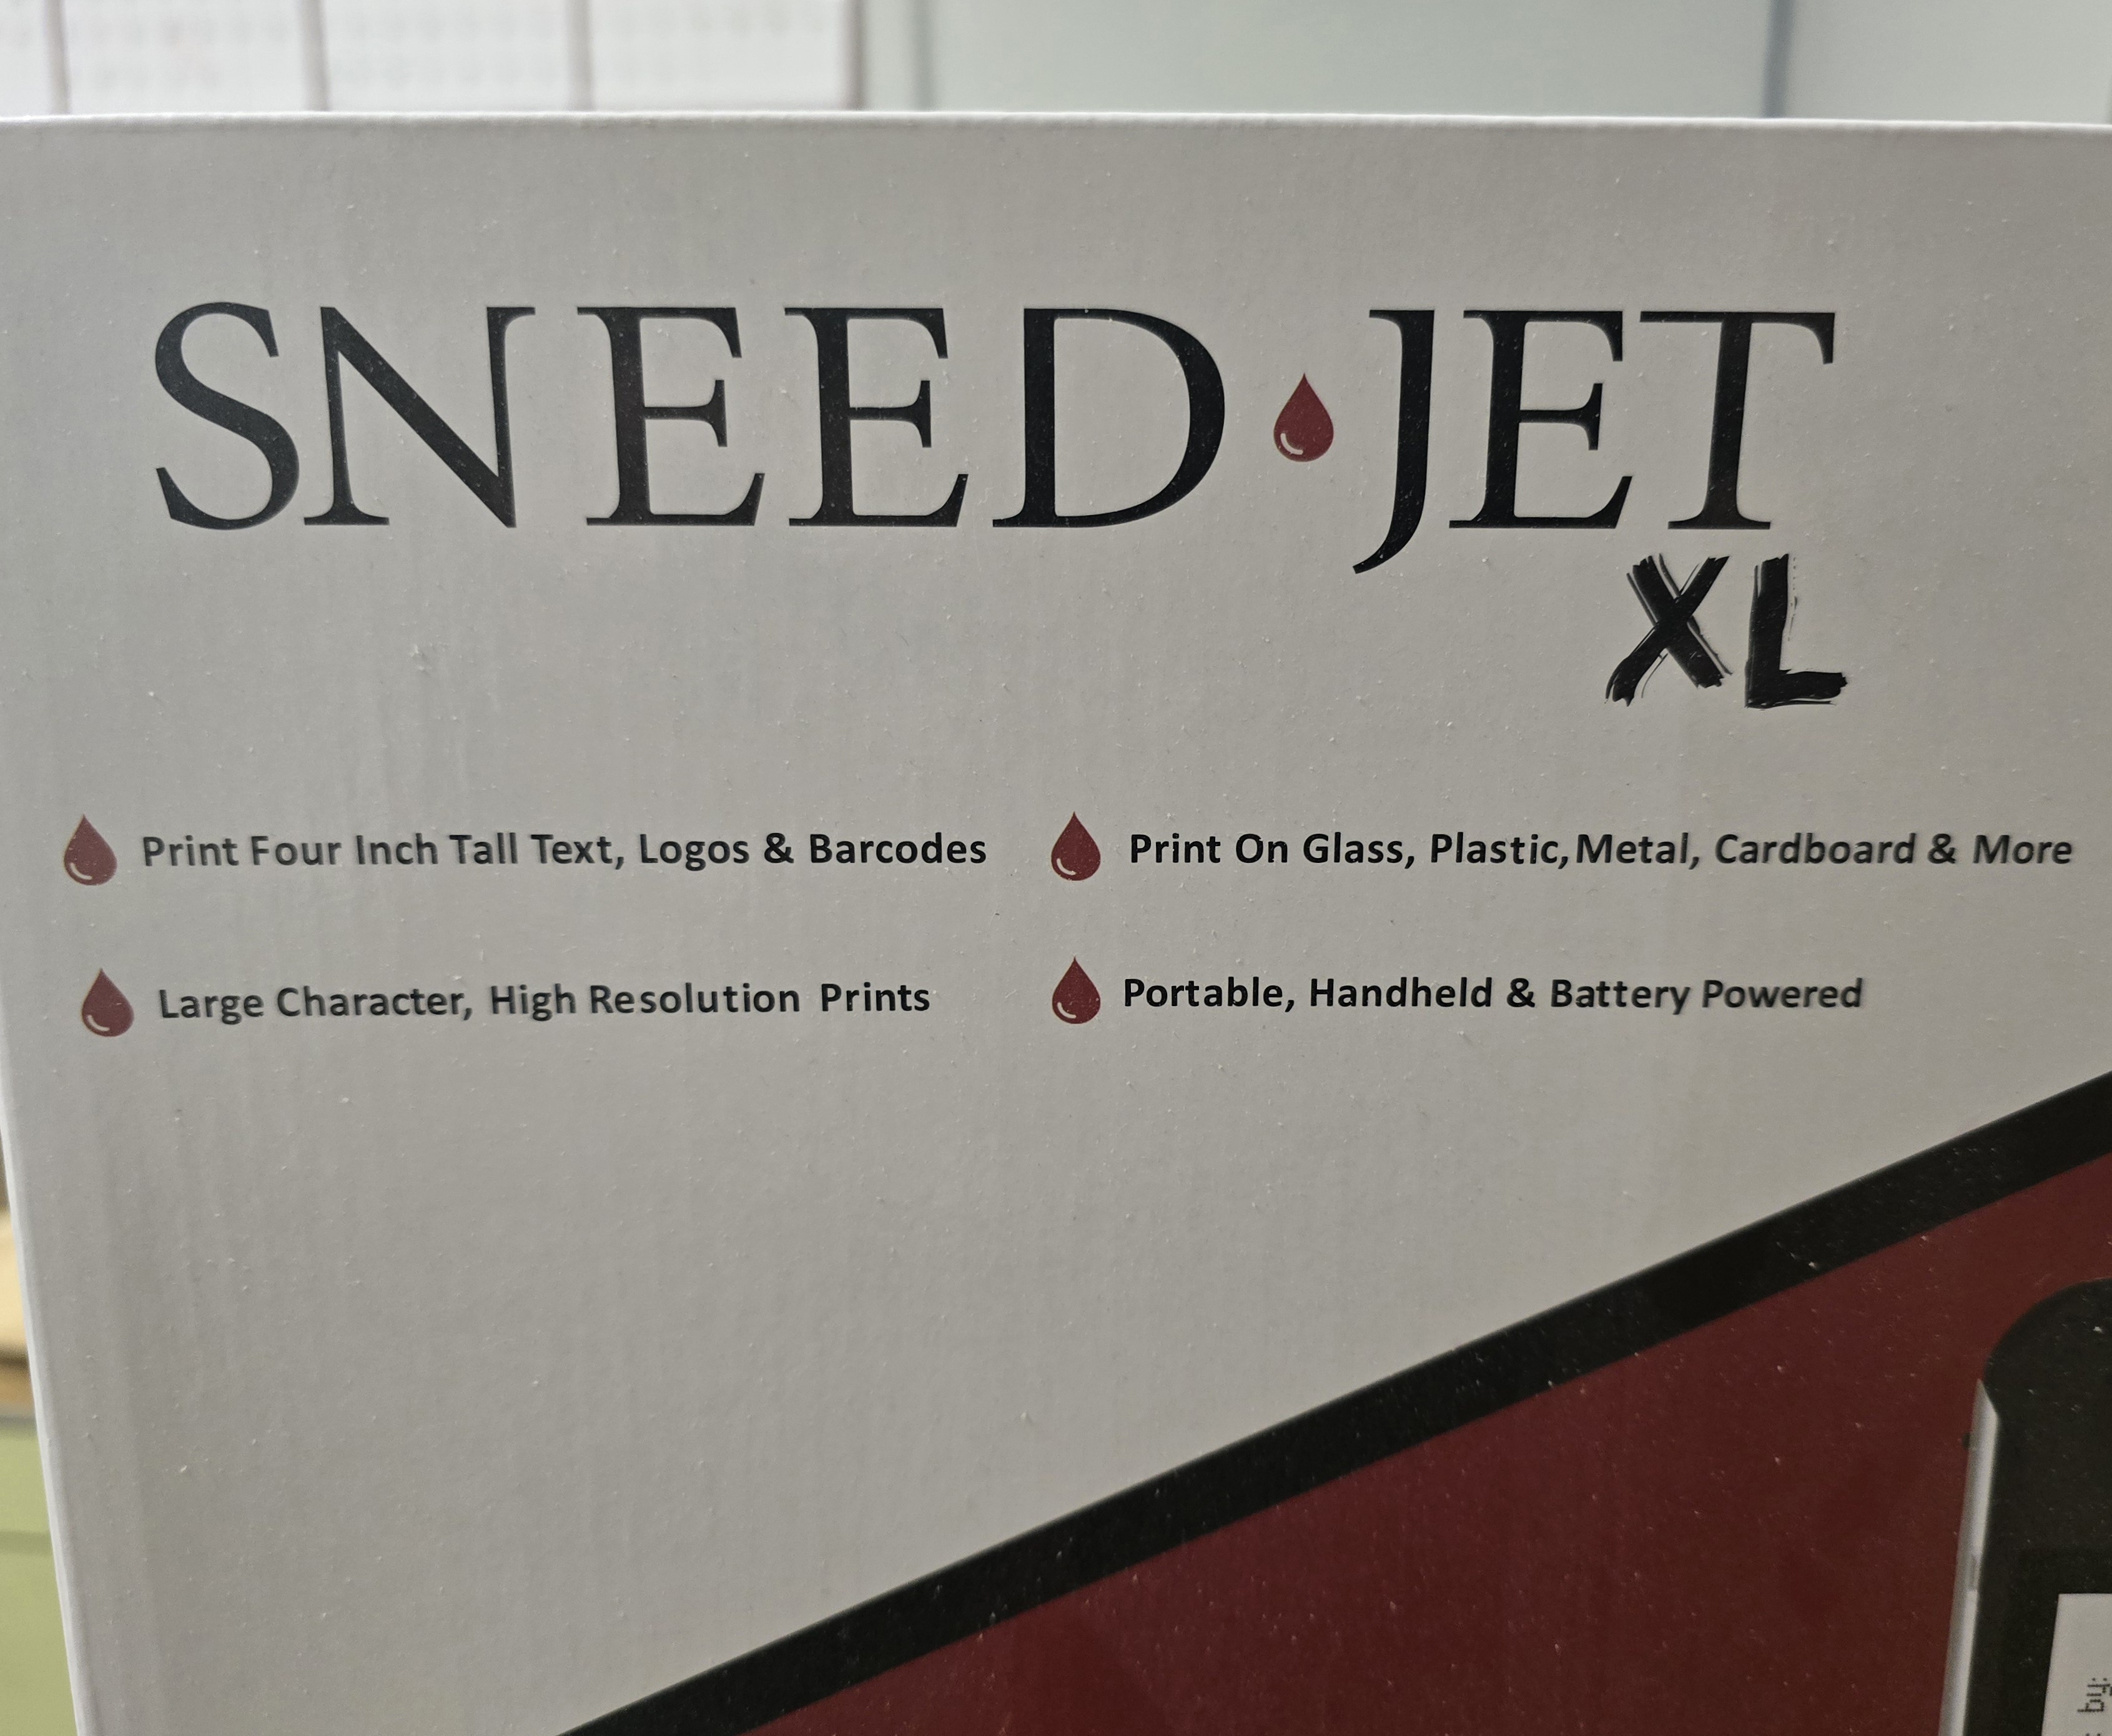 SNEED JET
XL
Print Four Inch Tall Text, Logos & Barcodes
Print On Glass, Plastic, Metal, Cardboard & More
Large Character, High Resolution Prints
Portable, Handheld & Battery Powered